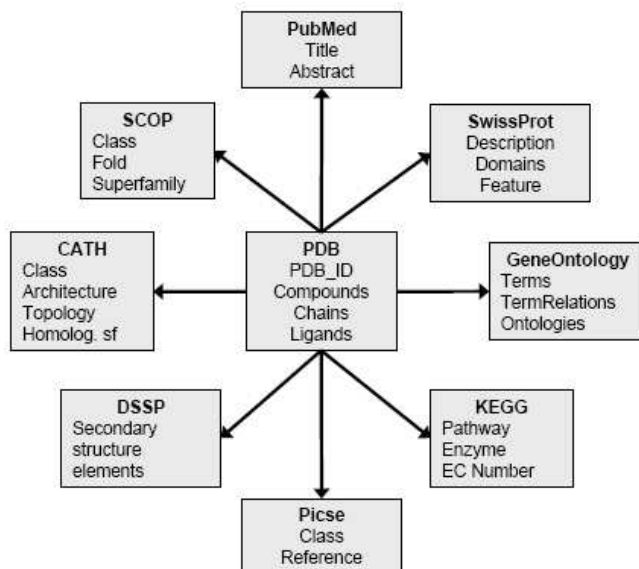 PubMed
Title
Abstract
SCOP
Class
Fold
Superfamily
SwissProt
Description
Domains
Feature
CATH
Class
Architecture
Topology
Homolog. sf
PDB
PDB_ID
Compounds
Chains
Ligands
GeneOntology
Terms
TermRelations
Ontologies
DSSP
Secondary
structure
elements
KEGG
Pathway
Enzyme
EC Number
Picse
Class
Reference